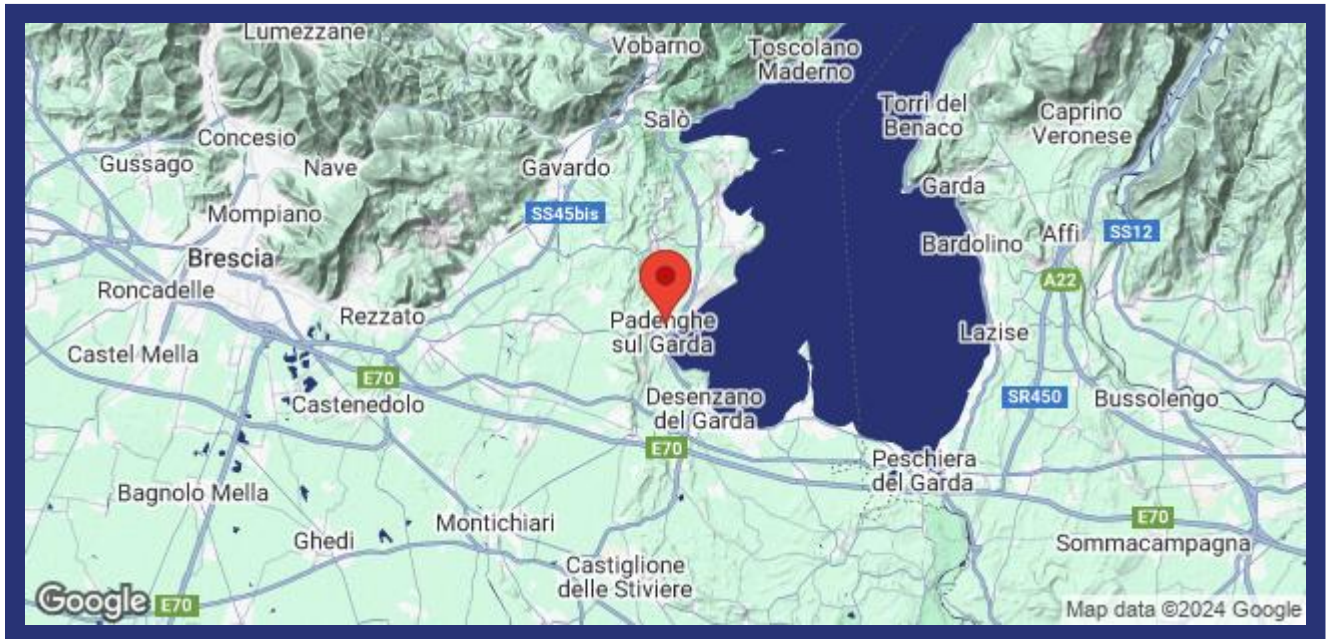 Lumezzane
Vobarno
Toscolano
Maderno
Torri del
Benaco
Caprino
Veronese
Salò
Concesio
Gussago
Nave
Gavardo
Garda
Mompiano
SS45bis
Bardolino
Affi
SS12
Brescia
A22
Roncadelle
Rezzato
Padenghe
sul Garda
Lazise
Castel Mella
E70
Castenedolo
Desenzano
del Garda
SR450
Bussolengo
E70
Peschiera
del Garda
Bagnolo Mella
Montichiari
E70
Ghedi
Sommacampagna
Castiglione
delle Stiviere
Google
E70
Map data ©2024 Google